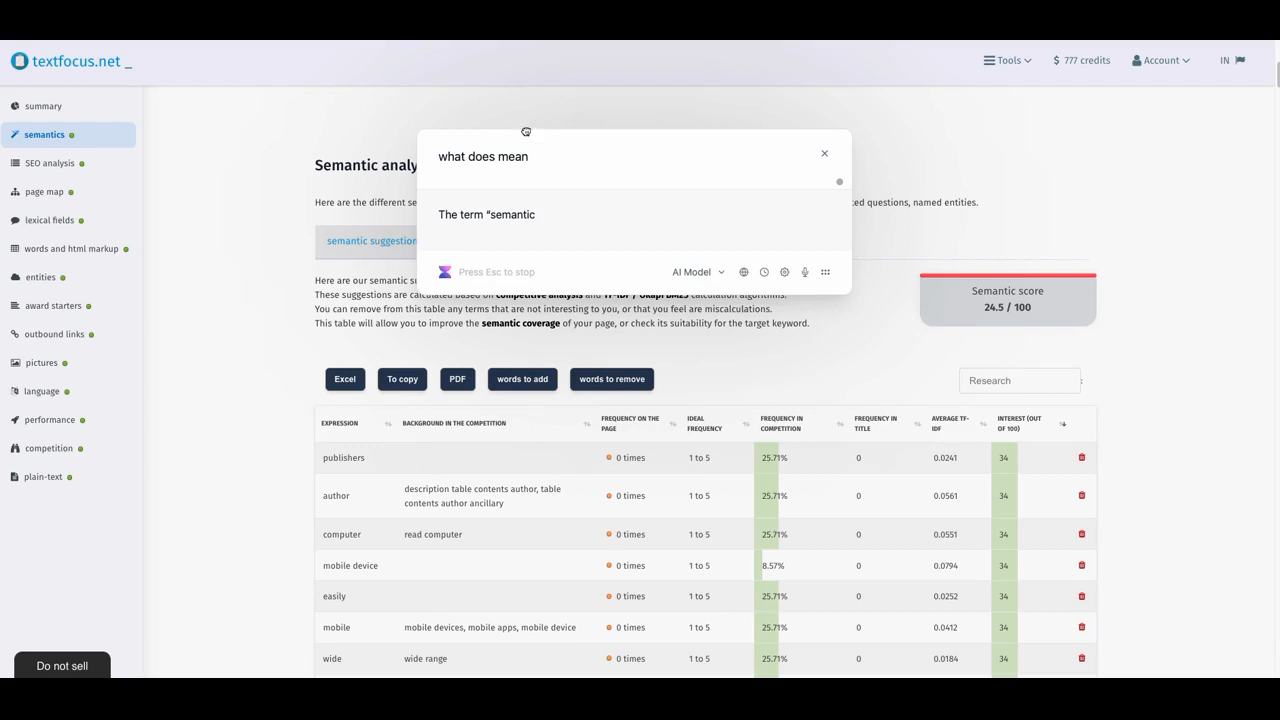 textfocus.net _
Tools
$ 777 credits
Account
IN
summary
semantics
SEO analysis
page map
lexical fields
words and html markup
entities
award starters
outbound links
pictures
language
performance
competition
plain-text
Do not sell
what does mean
The term “semantic
Press Esc to stop
AI Model
Semantic analy
Here are the different se
ted questions, named entities.
semantic suggestion
Here are our semantic su
These suggestions are calculated based on competitive analysis and TF-IDF / Okapi BM25 calculation algorithms.
You can remove from this table any terms that are not interesting to you, or that you feel are miscalculations.
This table will allow you to improve the semantic coverage of your page, or check its suitability for the target keyword.
Semantic score
24.5 / 100
Excel To copy PDF words to add words to remove
Research
EXPRESSION BACKGROUND IN THE COMPETITION FREQUENCY ON THE PAGE IDEAL FREQUENCY FREQUENCY IN COMPETITION FREQUENCY IN TITLE AVERAGE TF-IDF INTEREST (OUT OF 100)
publishers 0 times 1 to 5 25.71% 0 0.0241 34
author description table contents author, table contents author ancillary 0 times 1 to 5 25.71% 0 0.0561 34
computer read computer 0 times 1 to 5 25.71% 0 0.0551 34
mobile device 0 times 1 to 5 8.57% 0 0.0794 34
easily 0 times 1 to 5 25.71% 0 0.0252 34
mobile mobile devices, mobile apps, mobile device 0 times 1 to 5 25.71% 0 0.0412 34
wide wide range 0 times 1 to 5 25.71% 0 0.0184 34